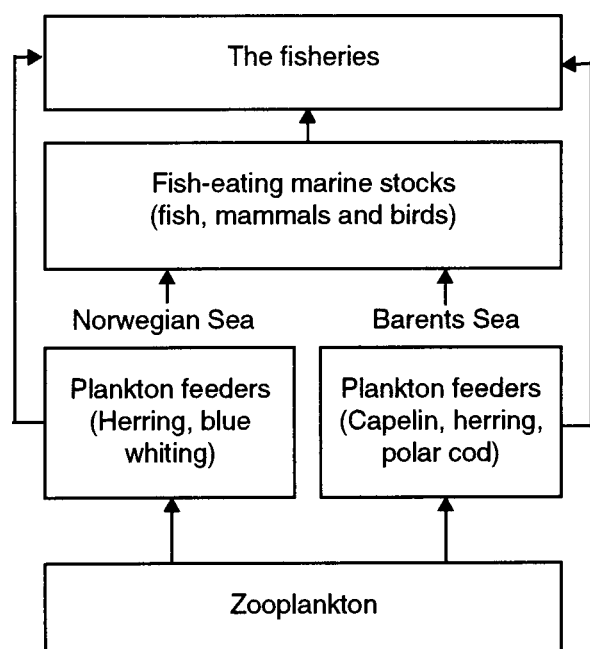 The fisheries
Fish-eating marine stocks
(fish, mammals and birds)
Norwegian Sea
Barents Sea
Plankton feeders
(Herring, blue
whiting)
Plankton feeders
(Capelin, herring,
polar cod)
Zooplankton